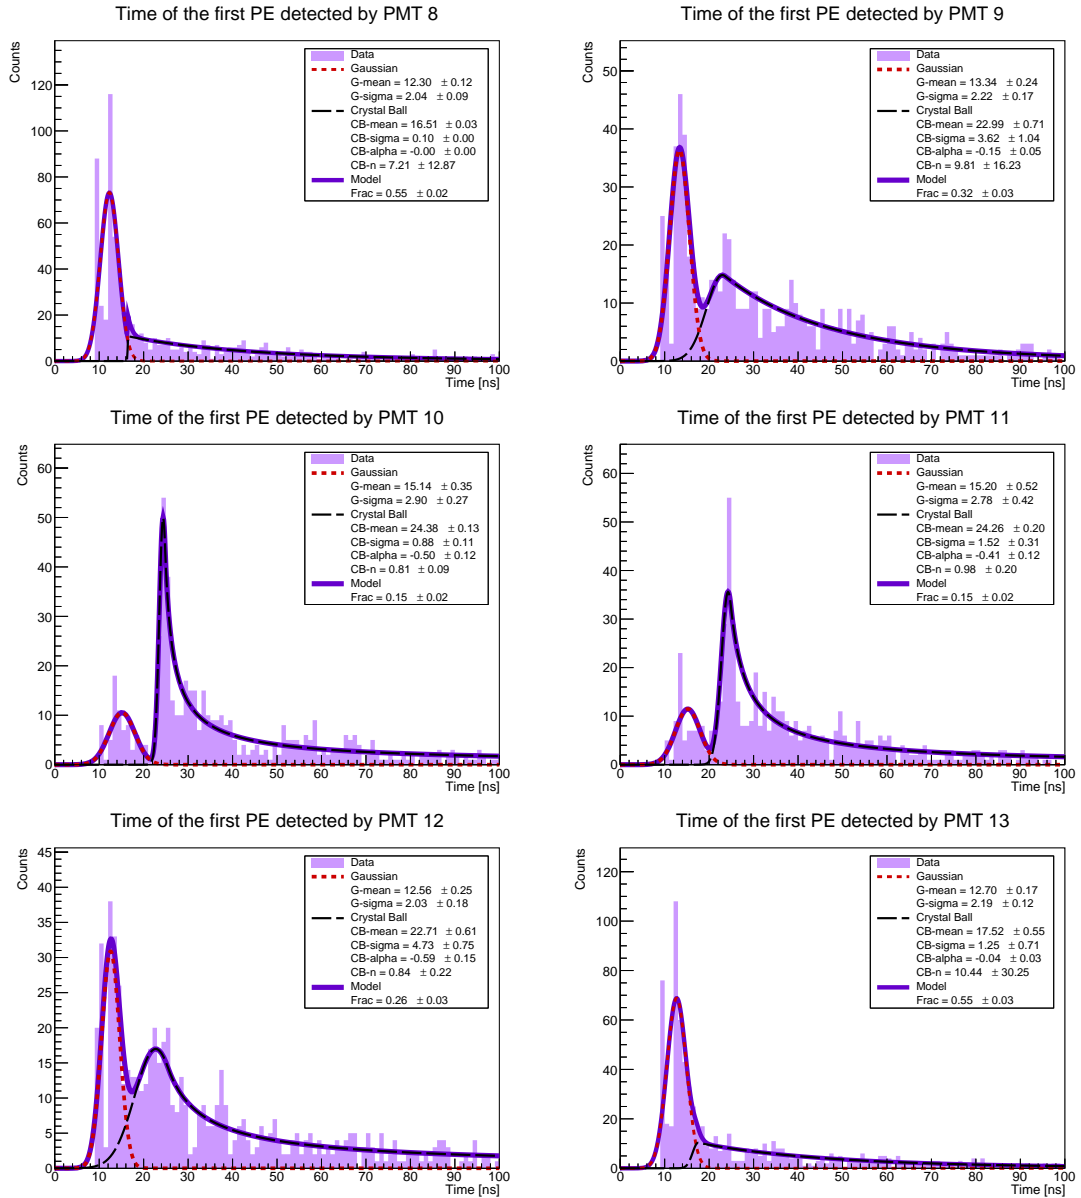 Time of the first PE detected by PMT 8
Counts
120
100
80
60
40
20
0
0 10 20 30 40 50 60 70 80 90 100
Time [ns]
Data
Gaussian
G-mean = 12.30 ± 0.12
G-sigma = 2.04 ± 0.09
Crystal Ball
CB-mean = 16.51 ± 0.03
CB-sigma = 0.10 ± 0.00
CB-alpha = -0.00 ± 0.00
CB-n = 7.21 ± 12.87
Model
Frac = 0.55 ± 0.02
Time of the first PE detected by PMT 9
Counts
50
40
30
20
10
0
0 10 20 30 40 50 60 70 80 90 100
Time [ns]
Data
Gaussian
G-mean = 13.34 ± 0.24
G-sigma = 2.22 ± 0.17
Crystal Ball
CB-mean = 22.99 ± 0.71
CB-sigma = 3.62 ± 1.04
CB-alpha = -0.15 ± 0.05
CB-n = 9.81 ± 16.23
Model
Frac = 0.32 ± 0.03
Time of the first PE detected by PMT 10
Counts
60
50
40
30
20
10
0
0 10 20 30 40 50 60 70 80 90 100
Time [ns]
Data
Gaussian
G-mean = 15.14 ± 0.35
G-sigma = 2.90 ± 0.27
Crystal Ball
CB-mean = 24.38 ± 0.13
CB-sigma = 0.88 ± 0.11
CB-alpha = -0.50 ± 0.12
CB-n = 0.81 ± 0.09
Model
Frac = 0.15 ± 0.02
Time of the first PE detected by PMT 11
Counts
60
50
40
30
20
10
0
0 10 20 30 40 50 60 70 80 90 100
Time [ns]
Data
Gaussian
G-mean = 15.20 ± 0.52
G-sigma = 2.78 ± 0.42
Crystal Ball
CB-mean = 24.26 ± 0.20
CB-sigma = 1.52 ± 0.31
CB-alpha = -0.41 ± 0.12
CB-n = 0.98 ± 0.20
Model
Frac = 0.15 ± 0.02
Time of the first PE detected by PMT 12
Counts
45
40
35
30
25
20
15
10
5
0
0 10 20 30 40 50 60 70 80 90 100
Time [ns]
Data
Gaussian
G-mean = 12.56 ± 0.25
G-sigma = 2.03 ± 0.18
Crystal Ball
CB-mean = 22.71 ± 0.61
CB-sigma = 4.73 ± 0.75
CB-alpha = -0.59 ± 0.15
CB-n = 0.84 ± 0.22
Model
Frac = 0.26 ± 0.03
Time of the first PE detected by PMT 13
Counts
120
100
80
60
40
20
0
0 10 20 30 40 50 60 70 80 90 100
Time [ns]
Data
Gaussian
G-mean = 12.70 ± 0.17
G-sigma = 2.19 ± 0.12
Crystal Ball
CB-mean = 17.52 ± 0.55
CB-sigma = 1.25 ± 0.71
CB-alpha = -0.04 ± 0.03
CB-n = 10.44 ± 30.25
Model
Frac = 0.55 ± 0.03